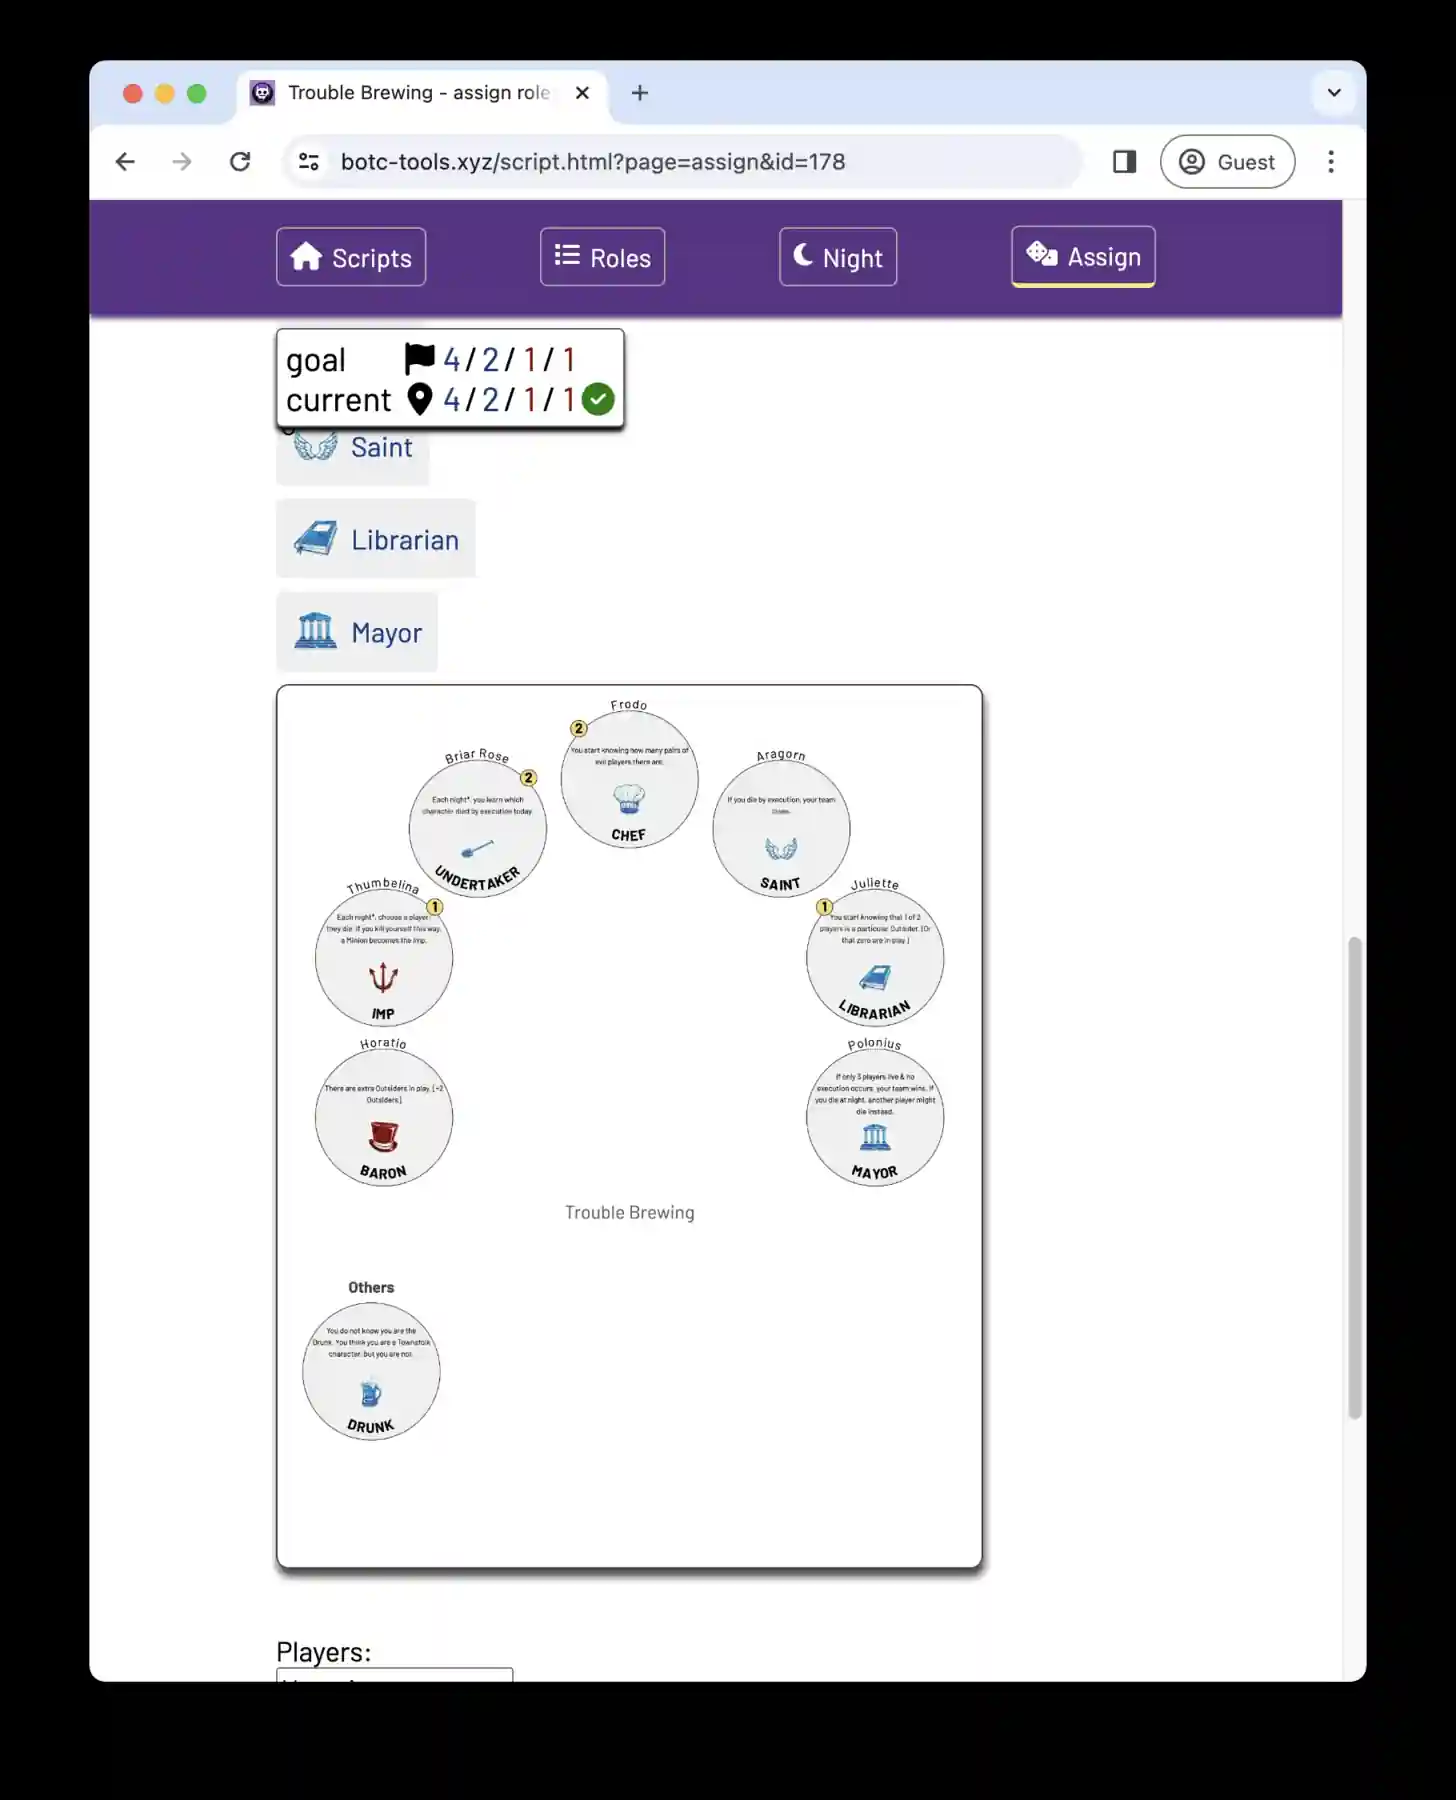 Trouble Brewing - assign role
botc-tools.xyz/script.html?page=assign&id=178
Guest
Scripts
Roles
Night
Assign
goal 4/2/1/1
current 4/2/1/1
Saint
Librarian
Mayor
Frodo
2
You start knowing how many pairs of
evil players there are.
CHEF
Briar Rose
2
Each night*, you learn which
character died by execution today.
UNDERTAKER
Aragorn
If you die by execution, your team
loses.
SAINT
Thumbelina
1
Each night*, choose a player:
they die. If you kill yourself this way,
a Minion becomes the Imp.
IMP
Juliette
1
You start knowing that 1 of 2
players is a particular Outsider. (Or
that zero are in play.)
LIBRARIAN
Horatio
There are extra Outsiders in play. [+2
Outsiders]
BARON
Polonius
If only 3 players live & no
execution occurs, your team wins. If
you die at night, another player might
die instead.
MAYOR
Trouble Brewing
Others
You do not know you are the
Drunk. You think you are a Townsfolk
character, but you are not.
DRUNK
Players: